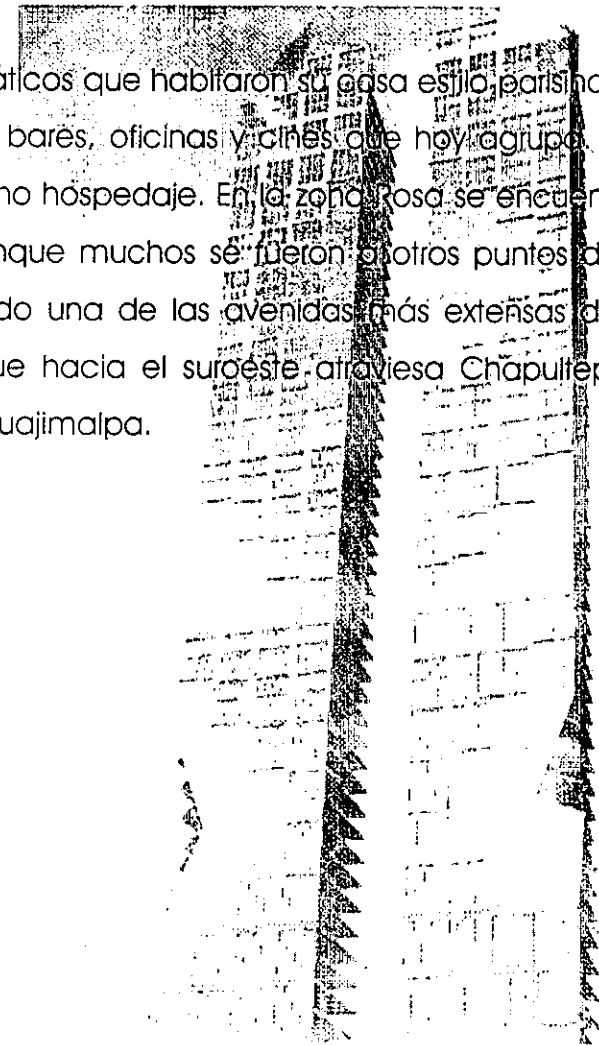 áticos que habitaron su casa estilo parisino
bares, oficinas y cines que hoy agrupa.
no hospedaje. En la zona Rosa se encuen
nque muchos se fueron a otros puntos d
do una de las avenidas más extensas d
ue hacia el suroeste atraviesa Chapultep
uajimalpa.